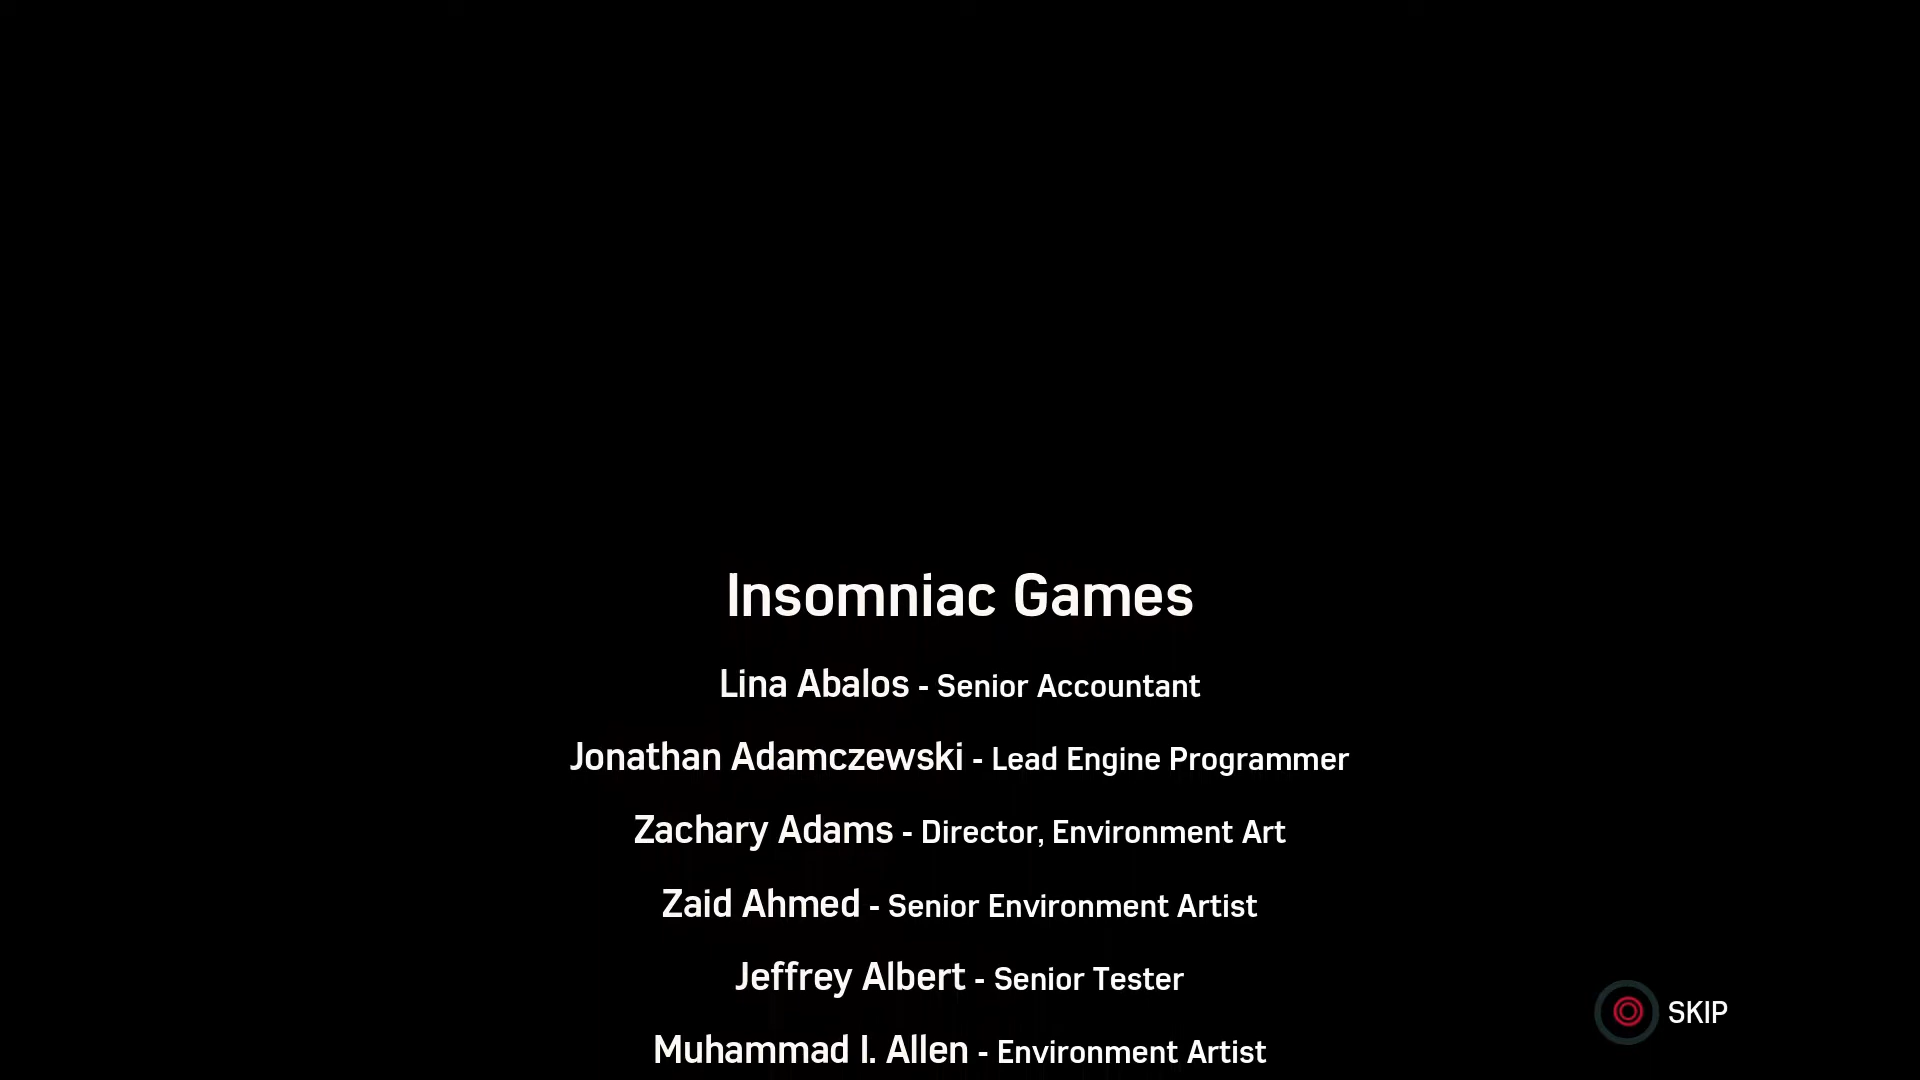 Insomniac Games
Lina Abalos - Senior Accountant
Jonathan Adamczewski - Lead Engine Programmer
Zachary Adams - Director, Environment Art
Zaid Ahmed - Senior Environment Artist
Jeffrey Albert - Senior Tester
SKIP
Muhammad I. Allen - Environment Artist